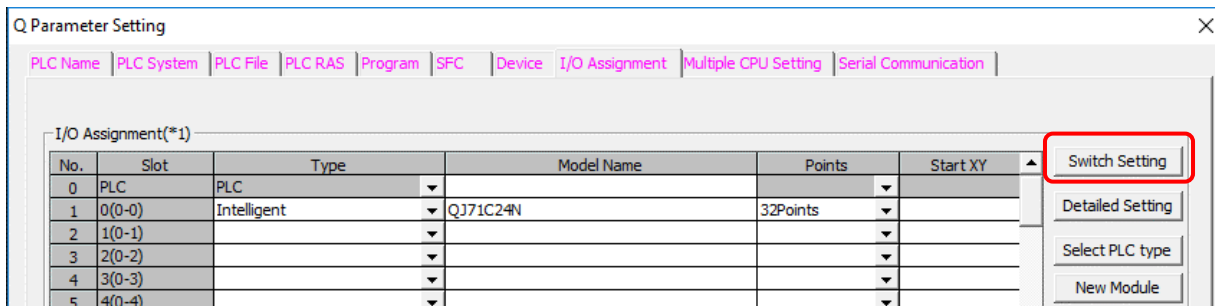 Q Parameter Setting
PLC Name PLC System PLC File PLC RAS Program SFC Device I/O Assignment Multiple CPU Setting Serial Communication
I/O Assignment(*1)
No. Slot Type Model Name Points Start XY
Switch Setting
0 PLC PLC
1 0(0-0) Intelligent QJ71C24N 32Points
Detailed Setting
2 1(0-1)
3 2(0-2)
Select PLC type
4 3(0-3)
New Module
5 4(0-4)